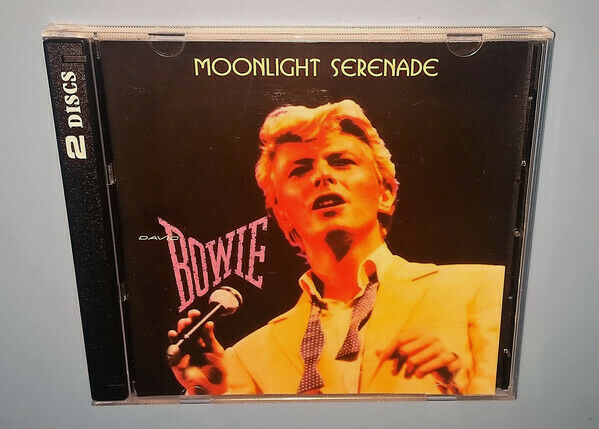 MOONLIGHT SERENADE
2 DISCS
DAVID
BOWIE